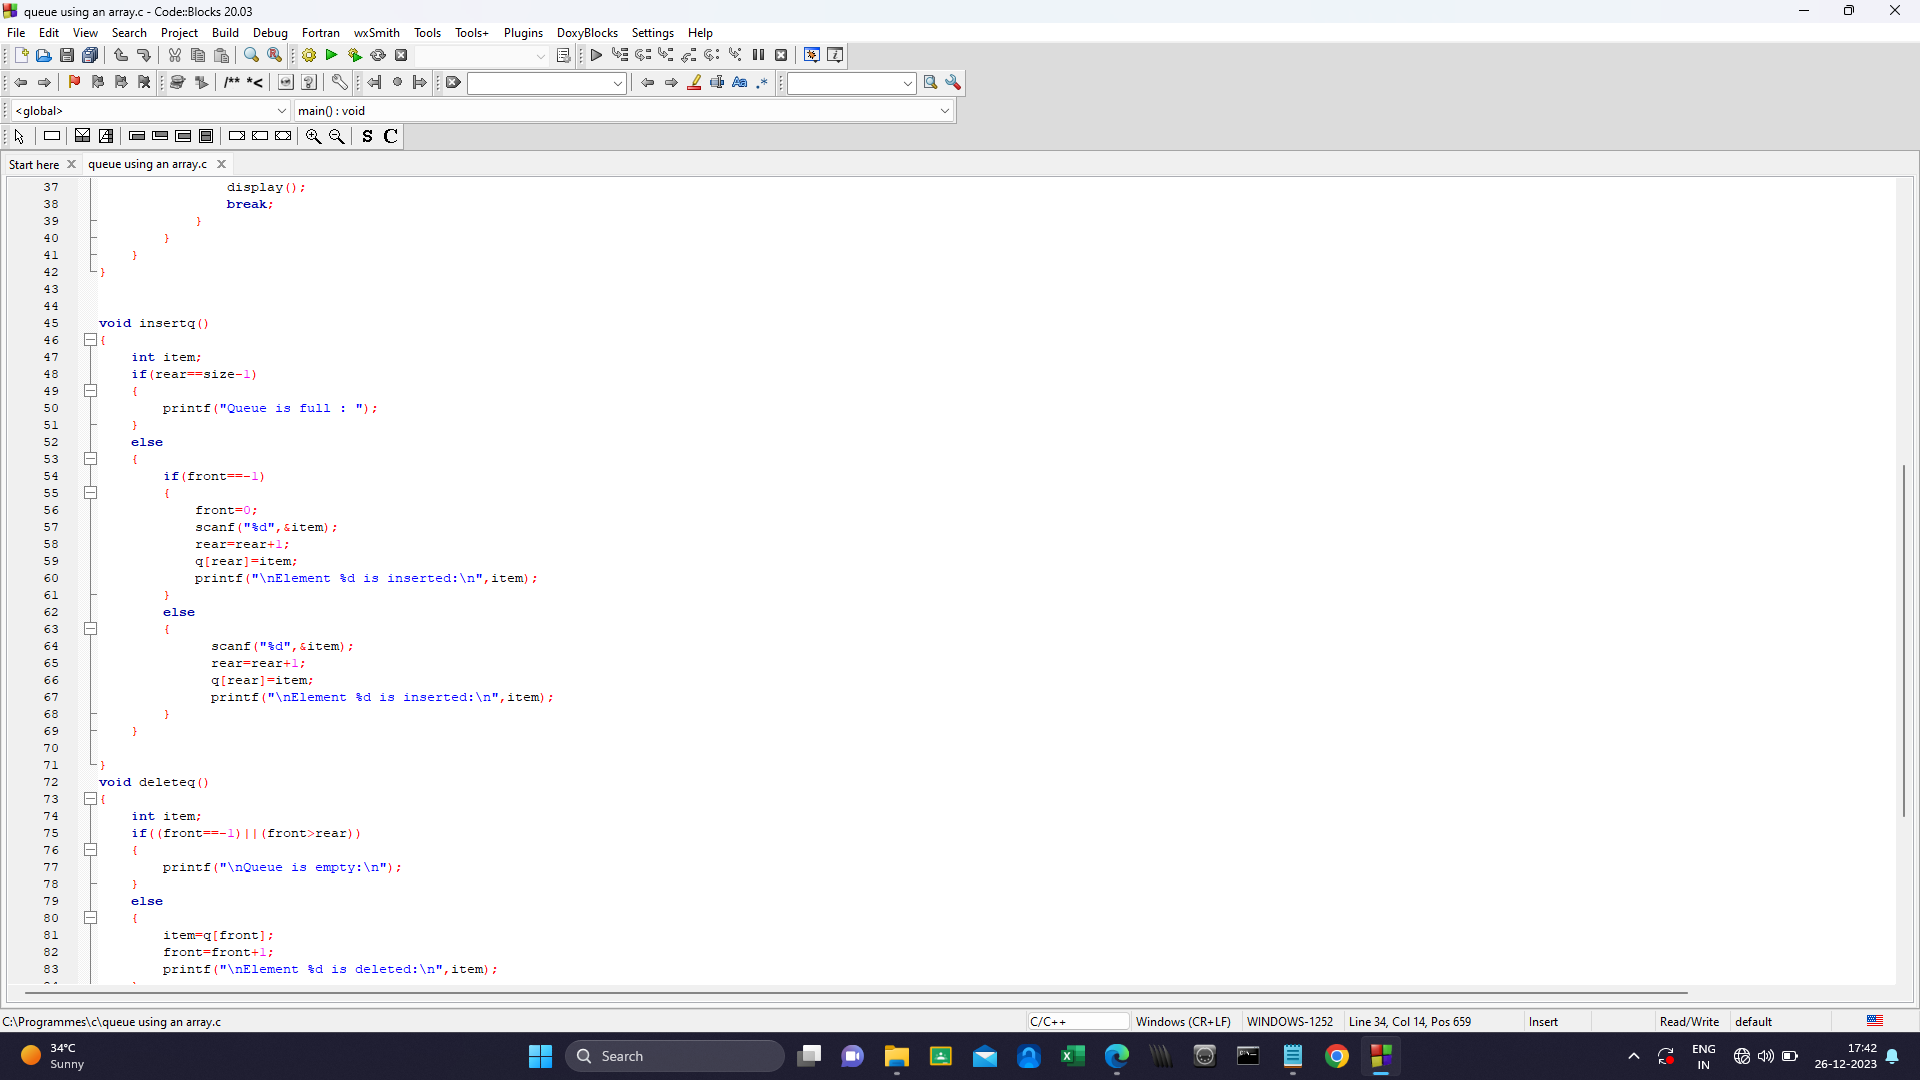 queue using an array.c - Code::Blocks 20.03
File Edit View Search Project Build Debug Fortran wxSmith Tools Tools+ Plugins DoxyBlocks Settings Help
/** *<
<global> main() : void
S C
Start here queue using an array.c
37 display();
38 break;
39 }
40 }
41 }
42 }
43
44
45 void insertq()
46 {
47 int item;
48 if(rear==size-1)
49 {
50 printf("Queue is full : ");
51 }
52 else
53 {
54 if(front==-1)
55 {
56 front=0;
57 scanf("%d",&item);
58 rear=rear+1;
59 q[rear]=item;
60 printf("\nElement %d is inserted:\n",item);
61 }
62 else
63 {
64 scanf("%d",&item);
65 rear=rear+1;
66 q[rear]=item;
67 printf("\nElement %d is inserted:\n",item);
68 }
69 }
70
71 }
72 void deleteq()
73 {
74 int item;
75 if((front==-1)||(front>rear))
76 {
77 printf("\nQueue is empty:\n");
78 }
79 else
80 {
81 item=q[front];
82 front=front+1;
83 printf("\nElement %d is deleted:\n",item);
C:\Programmes\c\queue using an array.c C/C++ Windows (CR+LF) WINDOWS-1252 Line 34, Col 14, Pos 659 Insert Read/Write default
34°C
Sunny
Search
ENG
IN
17:42
26-12-2023